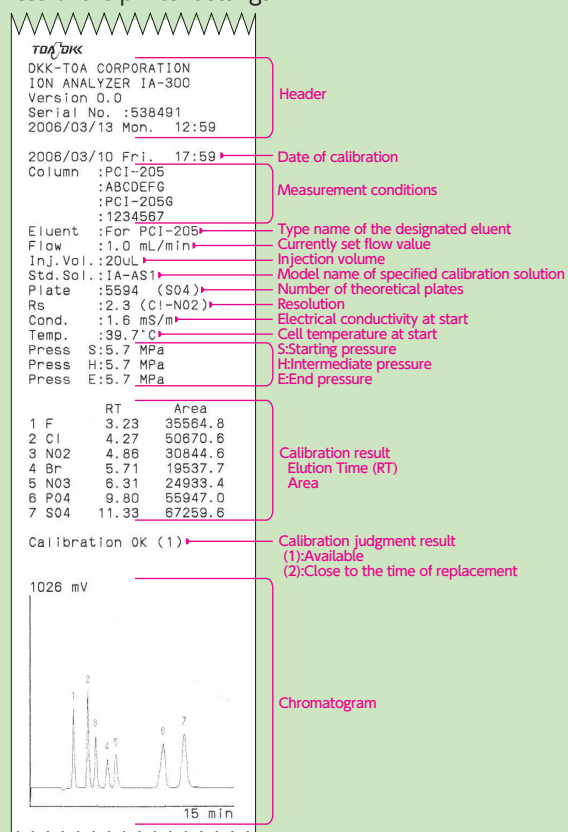 TOA DKK
DKK-TOA CORPORATION
ION ANALYZER IA-300
Version 0.0
Serial No. :538491
2006/03/13 Mon. 12:59
Header
2006/03/10 Fri. 17:59 Date of calibration
Column :PCI-205
:ABCDEFG
:PCI-205G
:1234567
Measurement conditions
Eluent :For PCI-205 Type name of the designated eluent
Flow :1.0 mL/min Currently set flow value
Inj.Vol.:20uL Injection volume
Std.Sol.:IA-AS1 Model name of specified calibration solution
Plate :5594 (SO4) Number of theoretical plates
Rs :2.3 (Cl-NO2) Resolution
Cond. :1.6 mS/m Electrical conductivity at start
Temp. :39.7°C Cell temperature at start
Press S:5.7 MPa S:Starting pressure
Press H:5.7 MPa H:Intermediate pressure
Press E:5.7 MPa E:End pressure
RT Area
1 F 3.23 35564.8
2 Cl 4.27 50670.6
3 NO2 4.86 30844.6
4 Br 5.71 19537.7
5 NO3 6.31 24933.4
6 PO4 9.80 55947.0
7 SO4 11.33 67259.6
Calibration result
Elution Time (RT)
Area
Calibration OK (1) Calibration judgment result
(1):Available
(2):Close to the time of replacement
1026 mV
1 2 3 4 5 6 7
Chromatogram
15 min